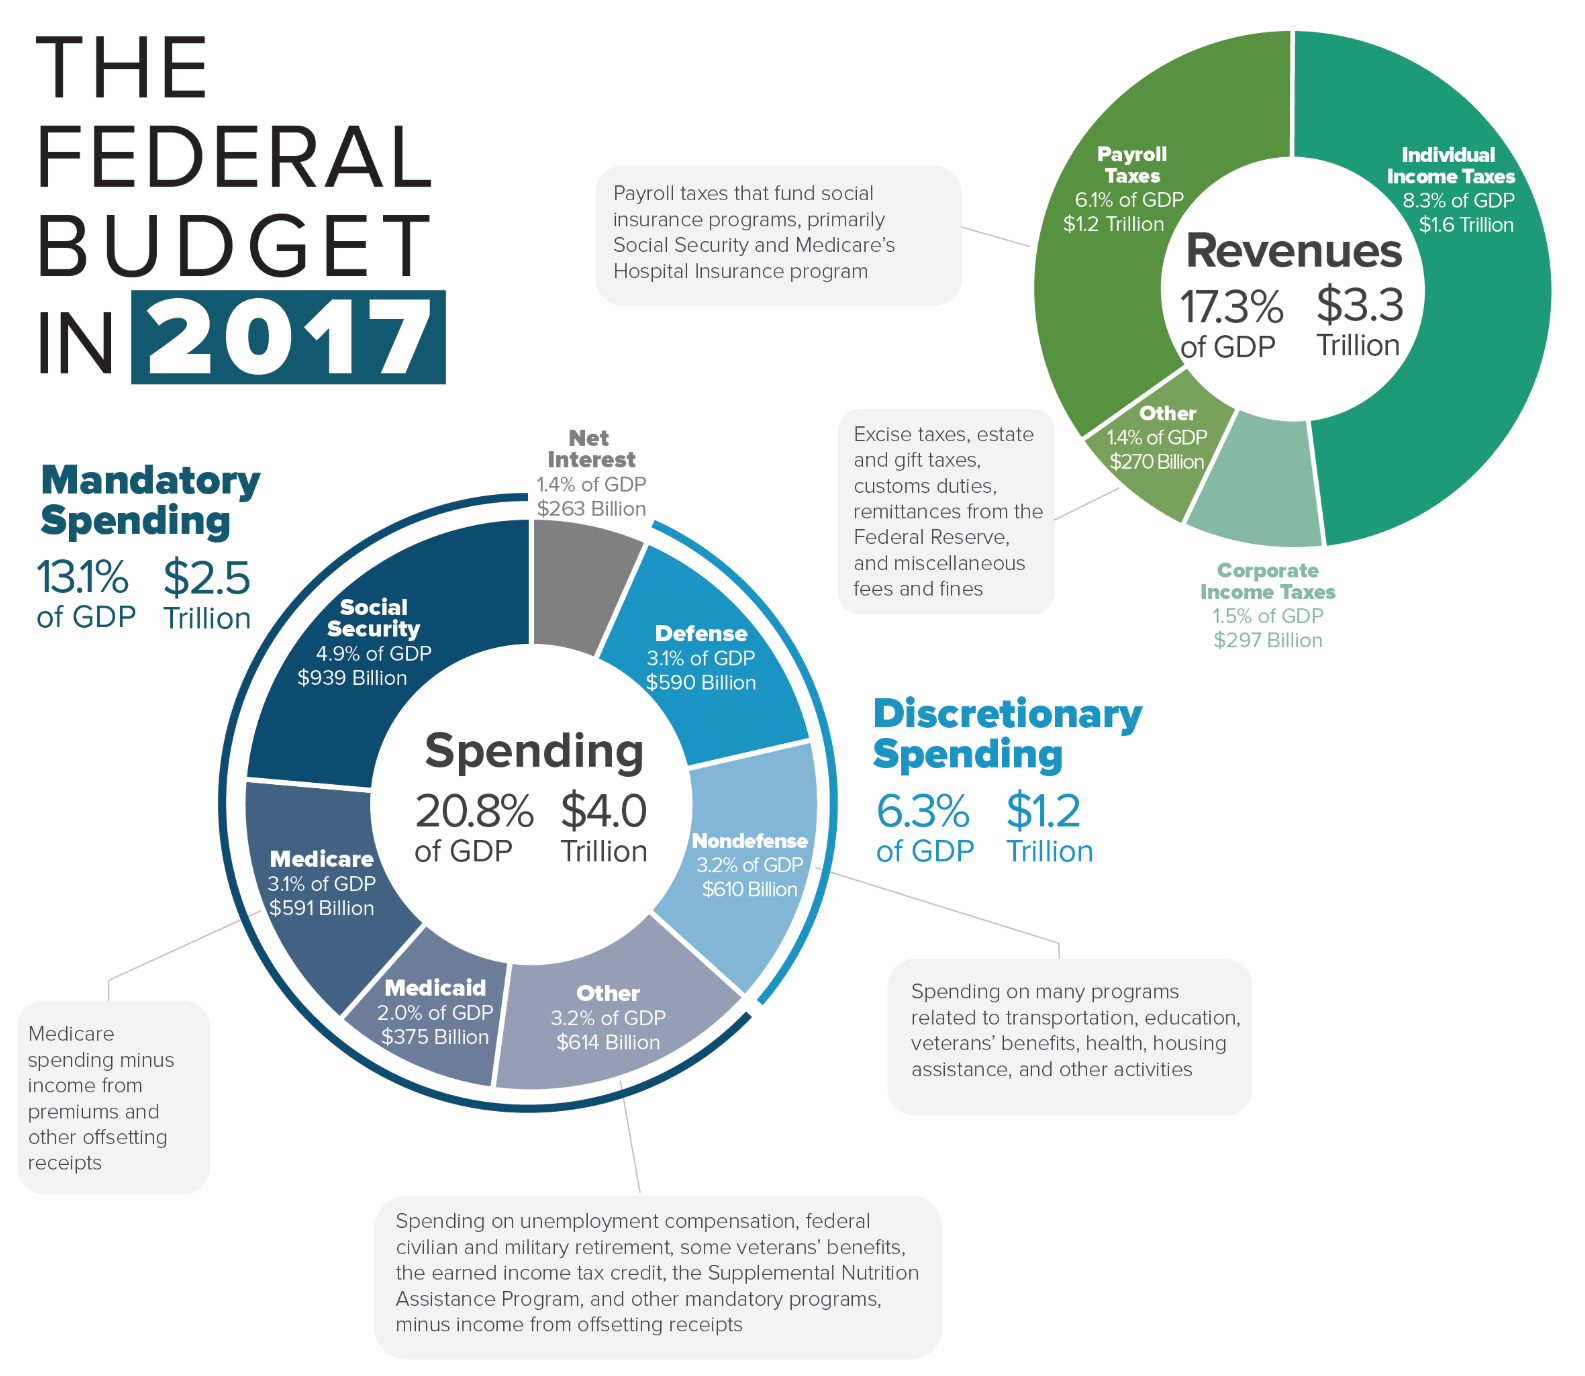 THE
FEDERAL
BUDGET
IN 2017
Payroll taxes that fund social
insurance programs, primarily
Social Security and Medicare’s
Hospital Insurance program
Payroll
Taxes
6.1% of GDP
$1.2 Trillion
Individual
Income Taxes
8.3% of GDP
$1.6 Trillion
Revenues
17.3%
of GDP
$3.3
Trillion
Other
1.4% of GDP
$270 Billion
Excise taxes, estate
and gift taxes,
customs duties,
remittances from the
Federal Reserve,
and miscellaneous
fees and fines
Corporate
Income Taxes
1.5% of GDP
$297 Billion
Mandatory
Spending
13.1%
of GDP
$2.5
Trillion
Net
Interest
1.4% of GDP
$263 Billion
Social
Security
4.9% of GDP
$939 Billion
Defense
3.1% of GDP
$590 Billion
Spending
20.8%
of GDP
$4.0
Trillion
Discretionary
Spending
6.3%
of GDP
$1.2
Trillion
Nondefense
3.2% of GDP
$610 Billion
Medicare
3.1% of GDP
$591 Billion
Medicaid
2.0% of GDP
$375 Billion
Other
3.2% of GDP
$614 Billion
Spending on many programs
related to transportation, education,
veterans’ benefits, health, housing
assistance, and other activities
Medicare
spending minus
income from
premiums and
other offsetting
receipts
Spending on unemployment compensation, federal
civilian and military retirement, some veterans’ benefits,
the earned income tax credit, the Supplemental Nutrition
Assistance Program, and other mandatory programs,
minus income from offsetting receipts